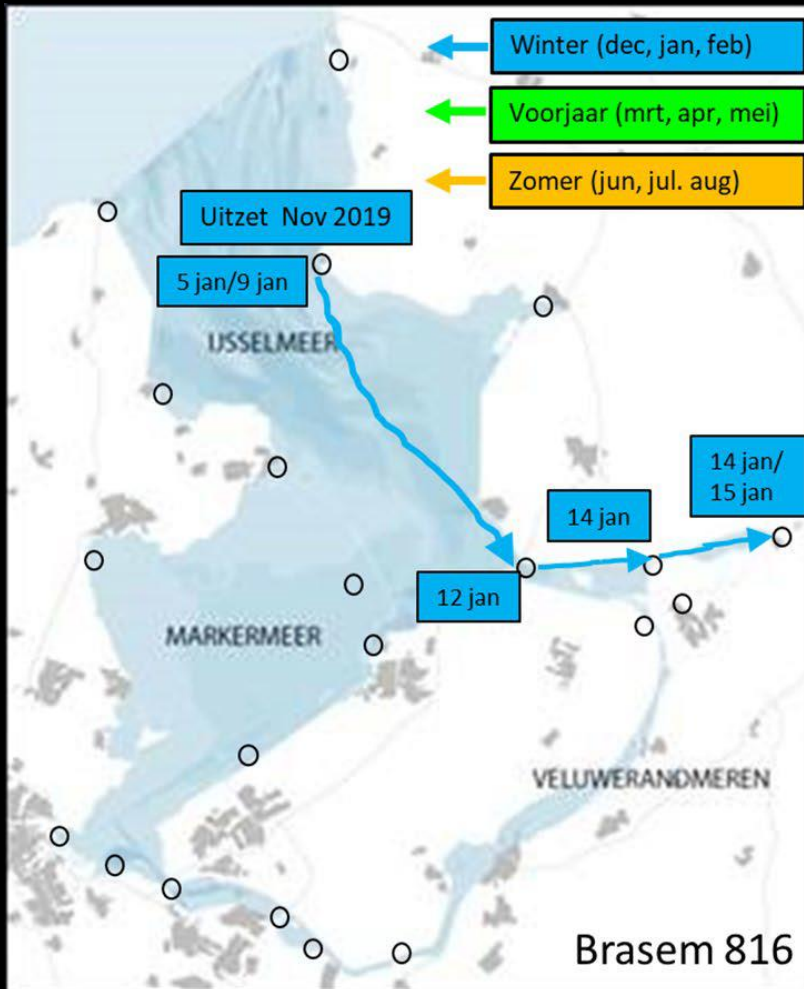 Winter (dec, jan, feb)
Voorjaar (mrt, apr, mei)
Zomer (jun, jul. aug)
Uitzet Nov 2019
5 jan/9 jan
IJSSELMEER
14 jan/
15 jan
14 jan
12 jan
MARKERMEER
VELUWERANDMEREN
Brasem 816